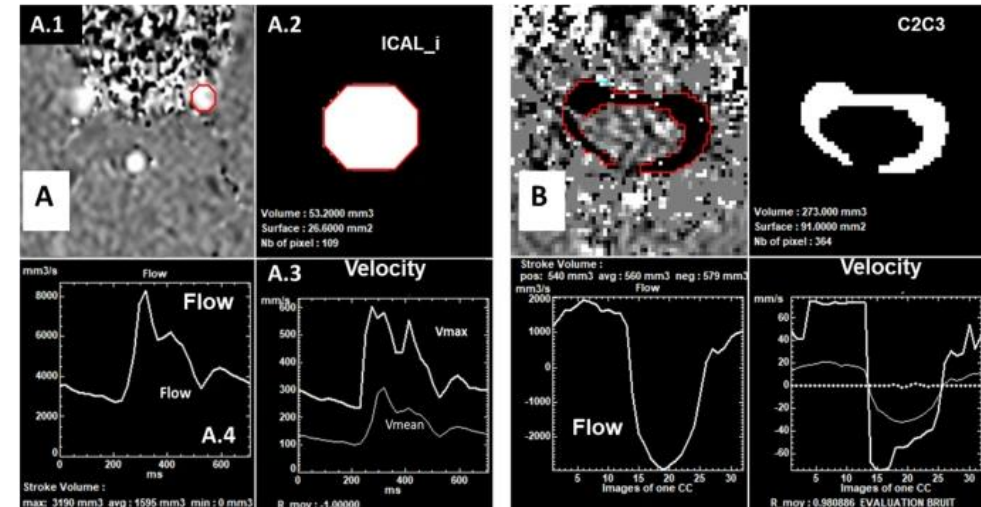 A.1
A.2
ICAL_i
A
Volume : 53.2000 mm3
Surface : 26.6000 mm2
Nb of pixel : 109
mm3/s
Flow
Flow
8000
6000
4000
2000
0
Flow
A.4
0 200 400 600
ms
Stroke Volume :
max: 3190 mm3 avg : 1595 mm3 min : 0 mm3
A.3
Velocity
mm/s
600
500
400
300
200
100
0
Vmax
Vmean
0 200 400 600
ms
R_moy : -1.00000
C2C3
B
Volume : 273.000 mm3
Surface : 91.0000 mm2
Nb of pixel : 364
Stroke Volume :
pos: 540 mm3 avg : 560 mm3 neg : 579 mm3
mm3/s
Flow
2000
1000
0
-1000
-2000
Flow
5 10 15 20 25 30
Images of one CC
Velocity
mm/s
60
40
20
0
-20
-40
-60
5 10 15 20 25 30
Images of one CC
R_moy : 0.980886 EVALUATION BRUIT